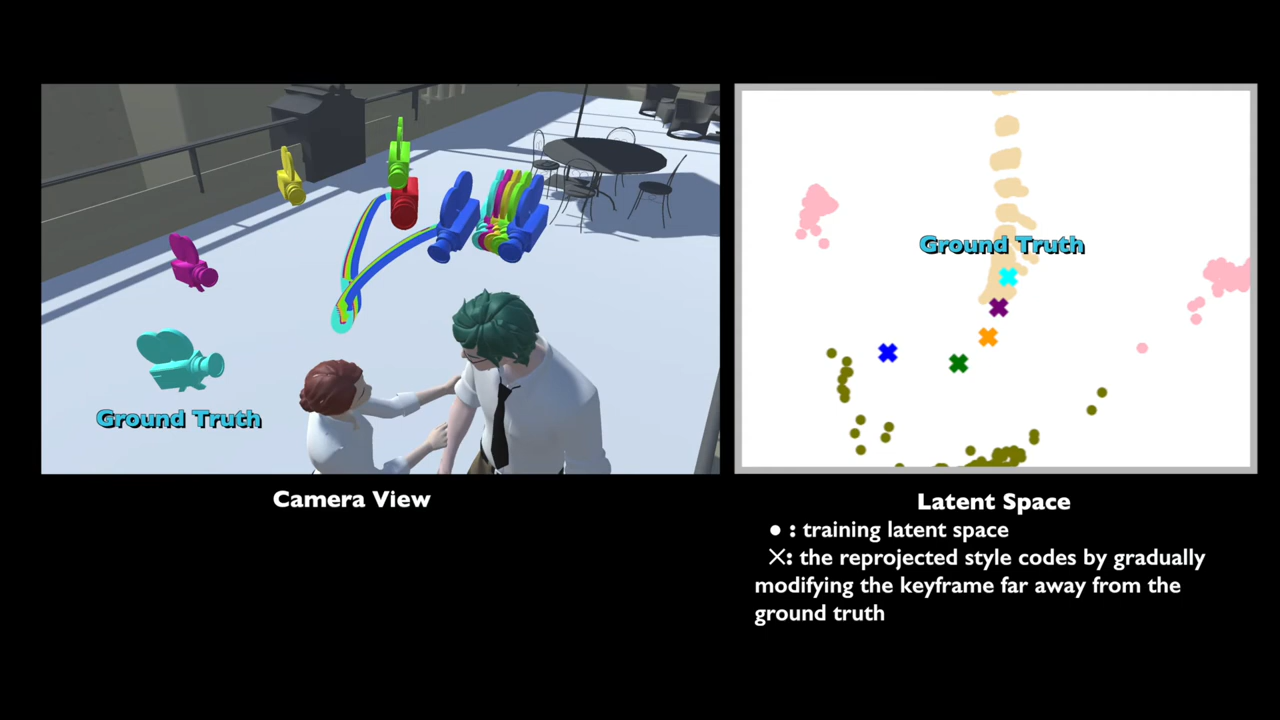 Ground Truth
Ground Truth
Camera View
Latent Space
● : training latent space
✕: the reprojected style codes by gradually
modifying the keyframe far away from the
ground truth